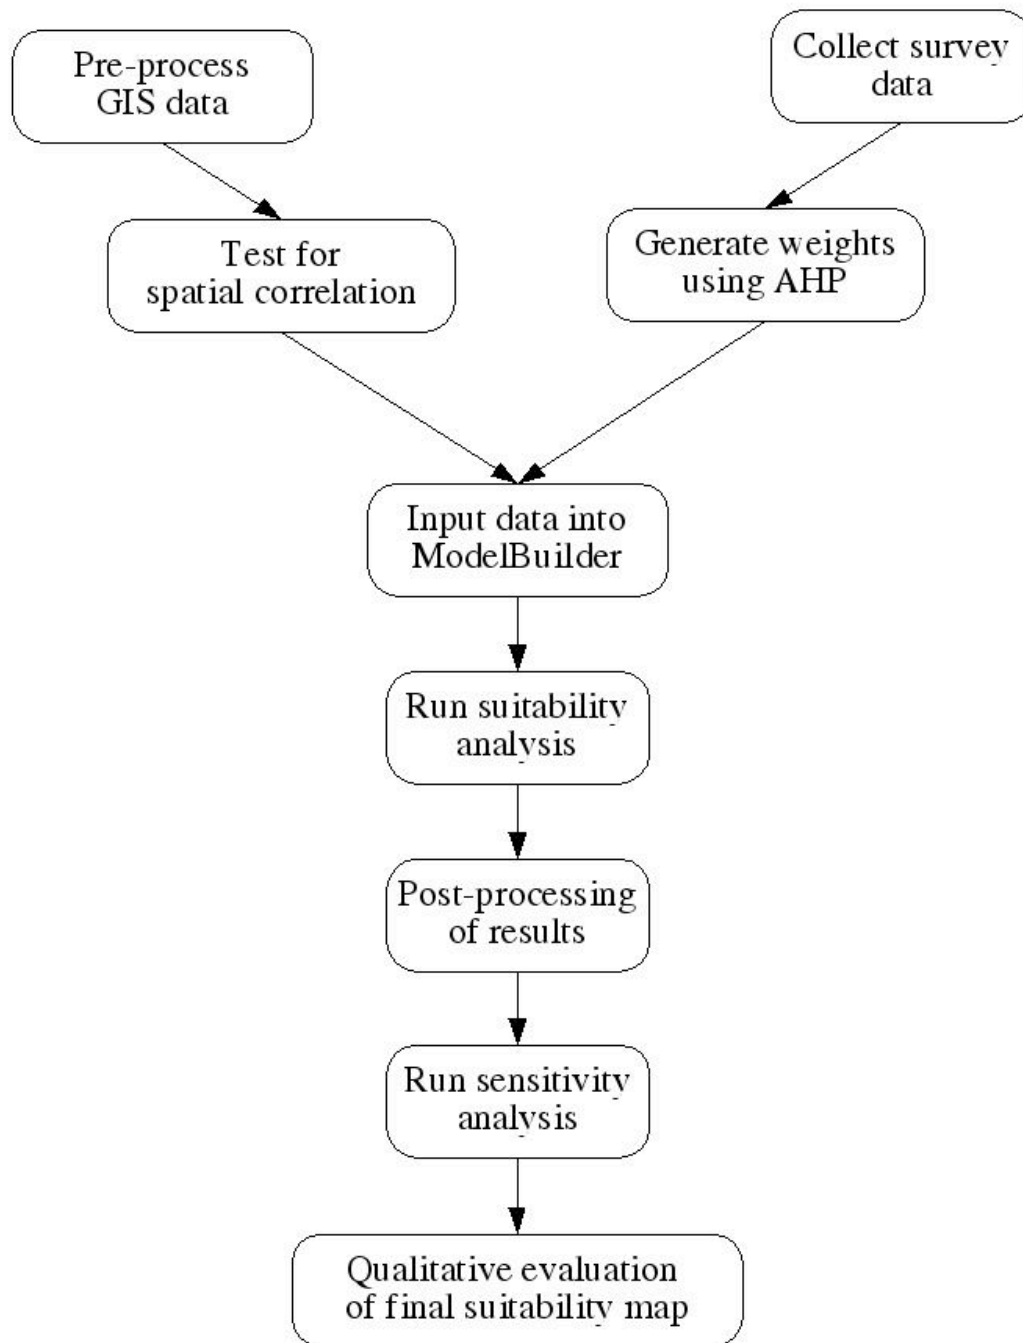 Pre-process
GIS data
Collect survey
data
Test for
spatial correlation
Generate weights
using AHP
Input data into
ModelBuilder
Run suitability
analysis
Post-processing
of results
Run sensitivity
analysis
Qualitative evaluation
of final suitability map